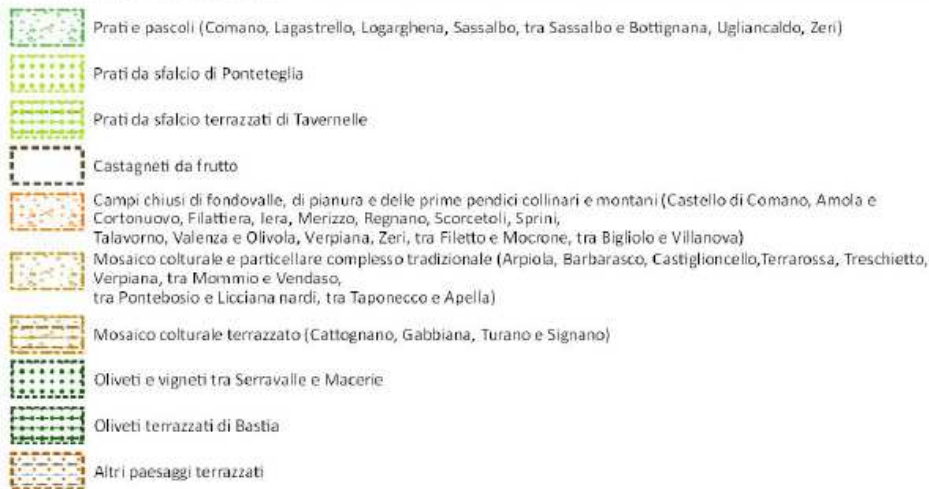 Prati e pascoli (Comano, Lagastrello, Logarghena, Sassalbo, tra Sassalbo e Bottignana, Ugliancaldo, Zeri)
Prati da sfalcio di Ponteteglia
Prati da sfalcio terrazzati di Tavernelle
Castagneti da frutto
Campi chiusi di fondovalle, di pianura e delle prime pendici collinari e montani (Castello di Comano, Amola e
Cortonuovo, Filattiera, Iera, Merizzo, Regnano, Scorcetoli, Sprini,
Talavorno, Valenza e Olivola, Verpiana, Zeri, tra Filetto e Mocrone, tra Bigliolo e Villanova)
Mosaico colturale e particellare complesso tradizionale (Arpiola, Barbarasco, Castiglioncello,Terrarossa, Treschietto,
Verpiana, tra Mommio e Vendaso,
tra Pontebosio e Licciana nardi, tra Taponecco e Apella)
Mosaico colturale terrazzato (Cattognano, Gabbiana, Turano e Signano)
Oliveti e vigneti tra Serravalle e Macerie
Oliveti terrazzati di Bastia
Altri paesaggi terrazzati